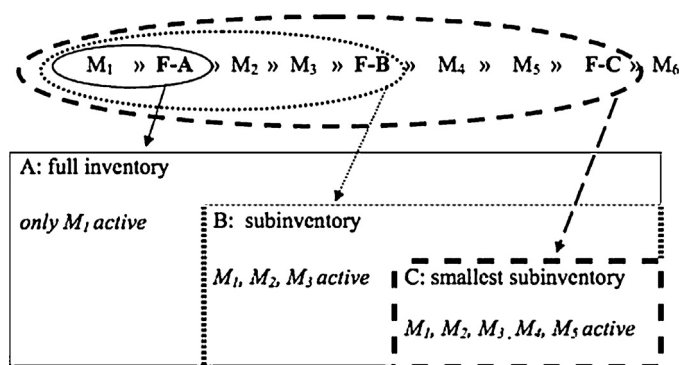 M₁ » F-A » M₂ » M₃ » F-B » M₄ » M₅ » F-C » M₆
A: full inventory
only M₁ active
B: subinventory
M₁, M₂, M₃ active
C: smallest subinventory
M₁, M₂, M₃, M₄, M₅ active